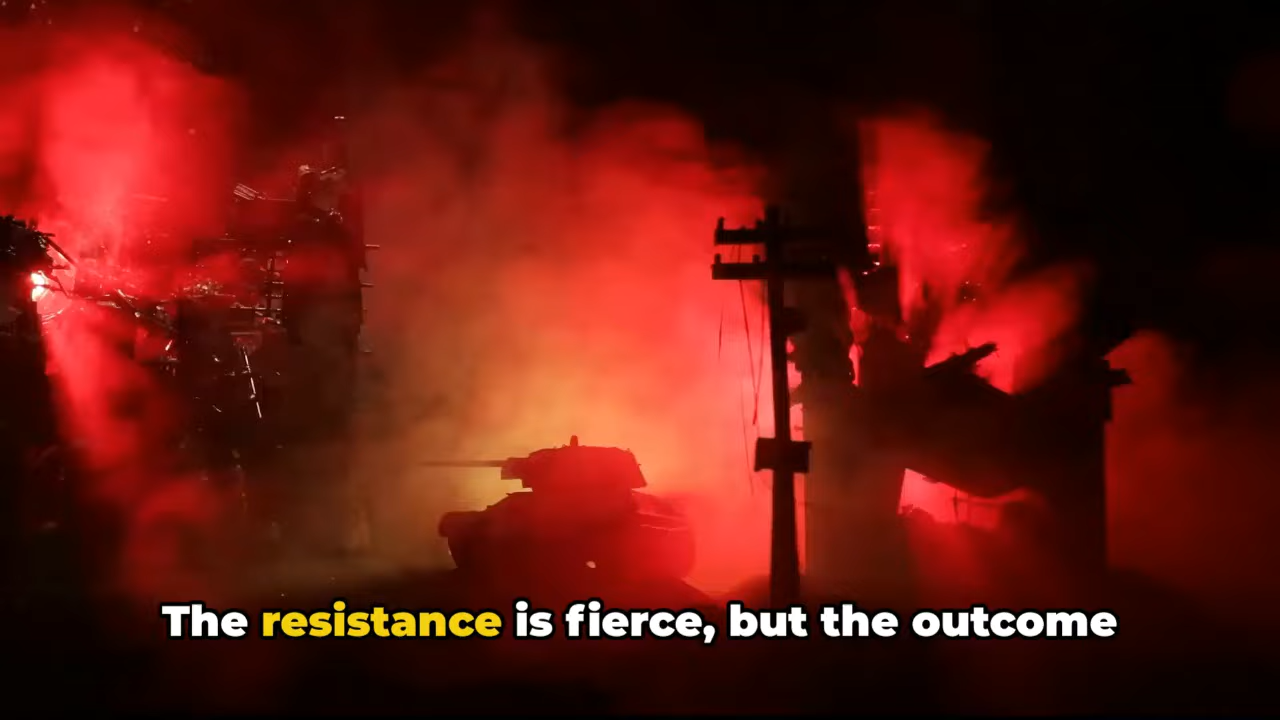 The resistance is fierce, but the outcome